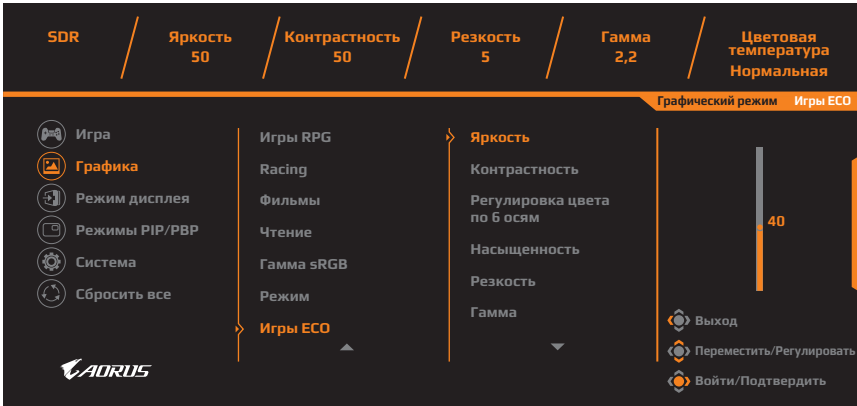 SDR
Яркость
50
Контрастность
50
Резкость
5
Гамма
2,2
Цветовая
температура
Нормальная
Графический режим Игры ECO
Игра
Графика
Режим дисплея
Режимы PIP/PBP
Система
Сбросить все
Игры RPG
Racing
Фильмы
Чтение
Гамма sRGB
Режим
Игры ECO
Яркость
Контрастность
Регулировка цвета
по 6 осям
Насыщенность
Резкость
Гамма
40
Выход
Переместить/Регулировать
Войти/Подтвердить
AORUS